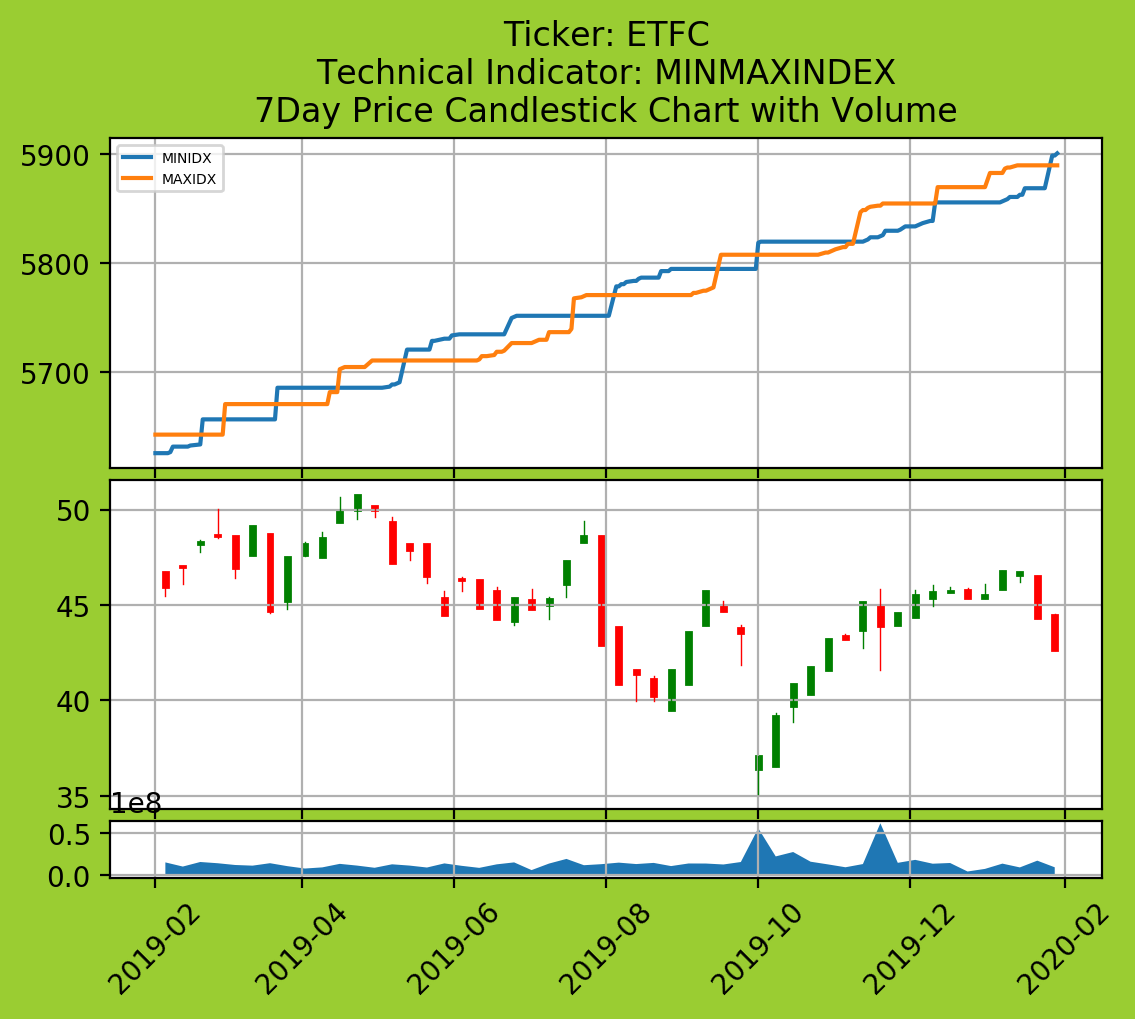 Ticker: ETFC
Technical Indicator: MINMAXINDEX
7Day Price Candlestick Chart with Volume
5900
5800
5700
MINIDX
MAXIDX
50
45
40
35
1e8
0.5
0.0
2019-02
2019-04
2019-06
2019-08
2019-10
2019-12
2020-02